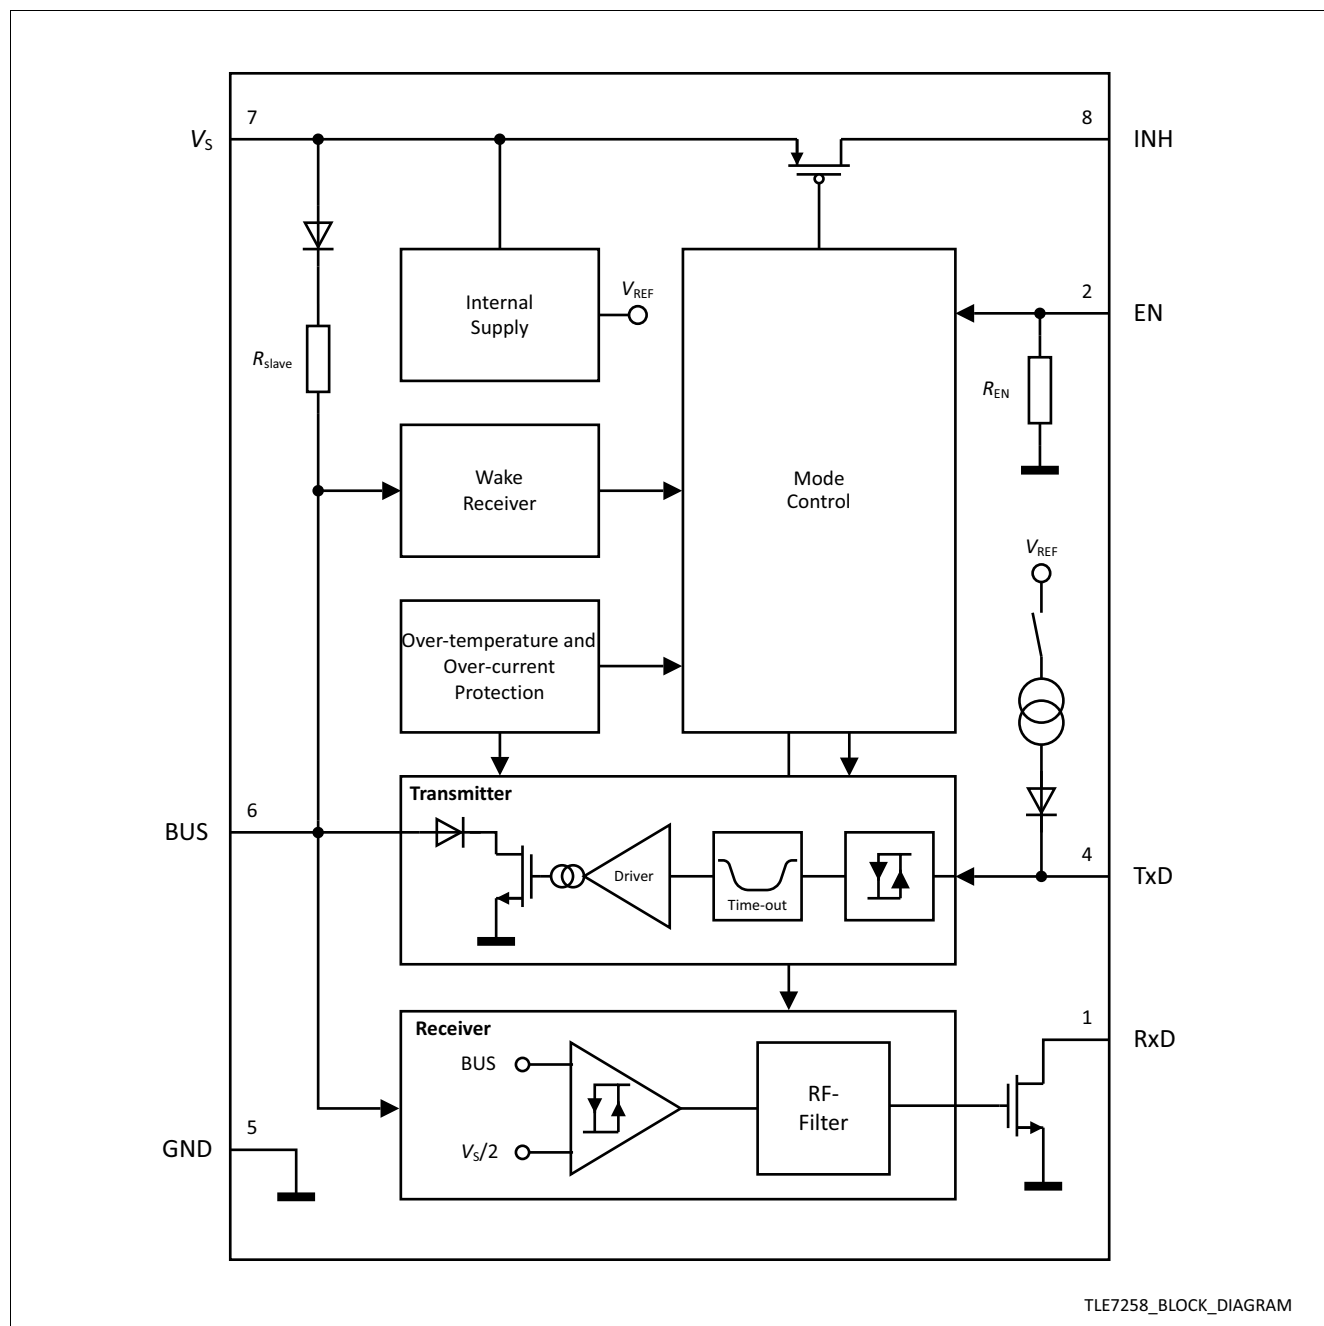 7
8
VS
INH
Internal
Supply
VREF
2
EN
Rslave
REN
Wake
Receiver
Mode
Control
VREF
Over-temperature and
Over-current
Protection
Transmitter
6
BUS
Driver
Time-out
4
TxD
Receiver
1
RxD
BUS
RF-
Filter
5
GND
VS/2
TLE7258_BLOCK_DIAGRAM